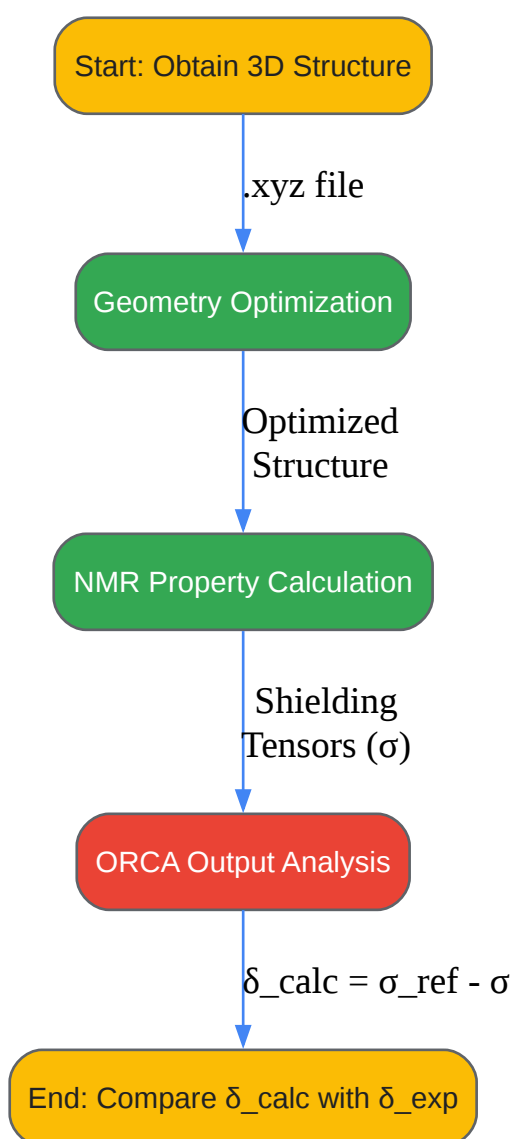 Start: Obtain 3D Structure
.xyz file
Geometry Optimization
Optimized
Structure
NMR Property Calculation
Shielding
Tensors (σ)
ORCA Output Analysis
δ_calc = σ_ref - σ
End: Compare δ_calc with δ_exp